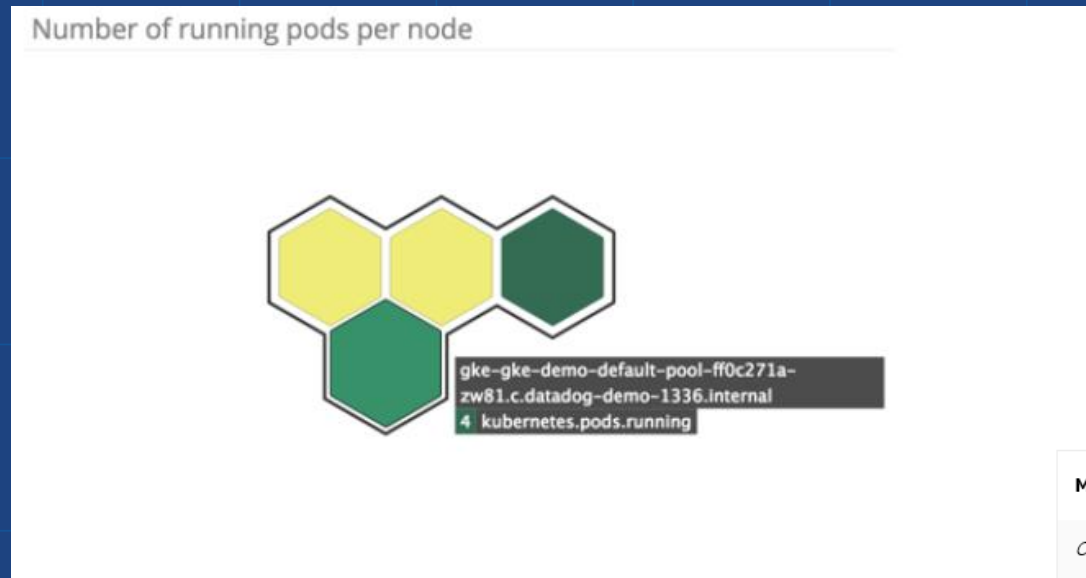 Number of running pods per node
gke-gke-demo-default-pool-ff0c271a-
zw81.c.datadog-demo-1336.internal
4 kubernetes.pods.running